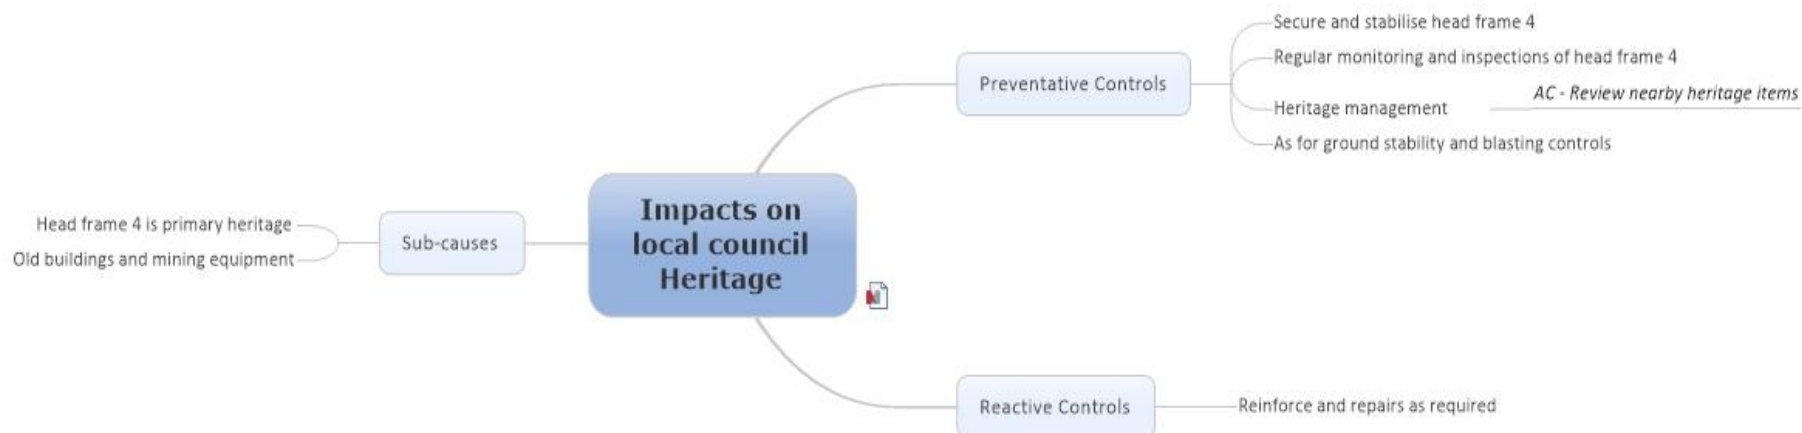 Secure and stabilise head frame 4
Regular monitoring and inspections of head frame 4
Preventative Controls
AC - Review nearby heritage items
Heritage management
As for ground stability and blasting controls
Impacts on
local council
Heritage
Head frame 4 is primary heritage
Sub-causes
Old buildings and mining equipment
Reactive Controls
Reinforce and repairs as required